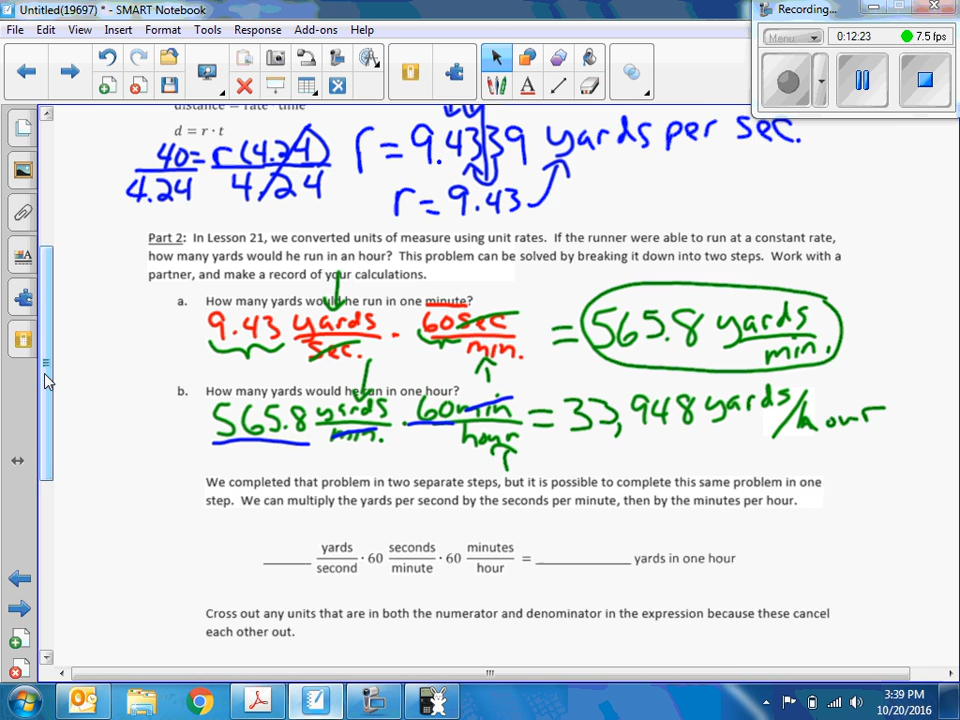 Untitled(19697) * - SMART Notebook
Recording...
File Edit View Insert Format Tools Response Add-ons Help
Menu
0:12:23
7.5 fps
d = r · t
40 = r(4.24)
4.24 4.24
r = 9.4339 yards per sec.
r = 9.43
Part 2: In Lesson 21, we converted units of measure using unit rates. If the runner were able to run at a constant rate,
how many yards would he run in an hour? This problem can be solved by breaking it down into two steps. Work with a
partner, and make a record of your calculations.
a. How many yards would he run in one minute?
9.43 yards/sec. · 60 sec/min. = 565.8 yards/min.
b. How many yards would he run in one hour?
565.8 yards/min. · 60 min/hour = 33,948 yards/hour
We completed that problem in two separate steps, but it is possible to complete this same problem in one
step. We can multiply the yards per second by the seconds per minute, then by the minutes per hour.
______ yards/second · 60 seconds/minute · 60 minutes/hour = ____________ yards in one hour
Cross out any units that are in both the numerator and denominator in the expression because these cancel
each other out.
3:39 PM
10/20/2016